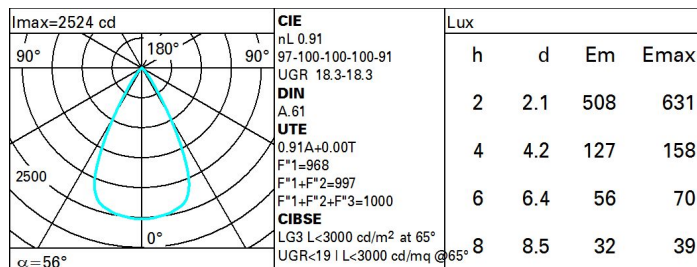 Imax=2524 cd
90° 180° 90°
2500
0°
α=56°
CIE
nL 0.91
97-100-100-100-91
UGR 18.3-18.3
DIN
A.61
UTE
0.91A+0.00T
F"1=968
F"1+F"2=997
F"1+F"2+F"3=1000
CIBSE
LG3 L<3000 cd/m² at 65°
UGR<19 | L<3000 cd/mq @65°
Lux
h d Em Emax
2 2.1 508 631
4 4.2 127 158
6 6.4 56 70
8 8.5 32 39